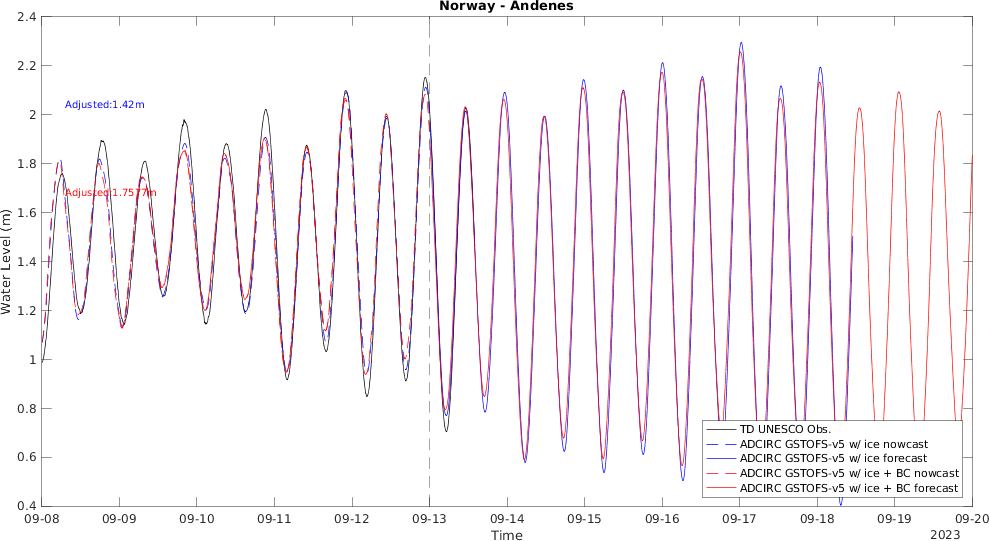 Norway - Andenes
2.4
2.2
2
1.8
1.6
1.4
1.2
1
0.8
0.6
0.4
Water Level (m)
Adjusted:1.42m
Adjusted:1.7577m
TD UNESCO Obs.
ADCIRC GSTOFS-v5 w/ ice nowcast
ADCIRC GSTOFS-v5 w/ ice forecast
ADCIRC GSTOFS-v5 w/ ice + BC nowcast
ADCIRC GSTOFS-v5 w/ ice + BC forecast
09-08 09-09 09-10 09-11 09-12 09-13 09-14 09-15 09-16 09-17 09-18 09-19 09-20
Time
2023